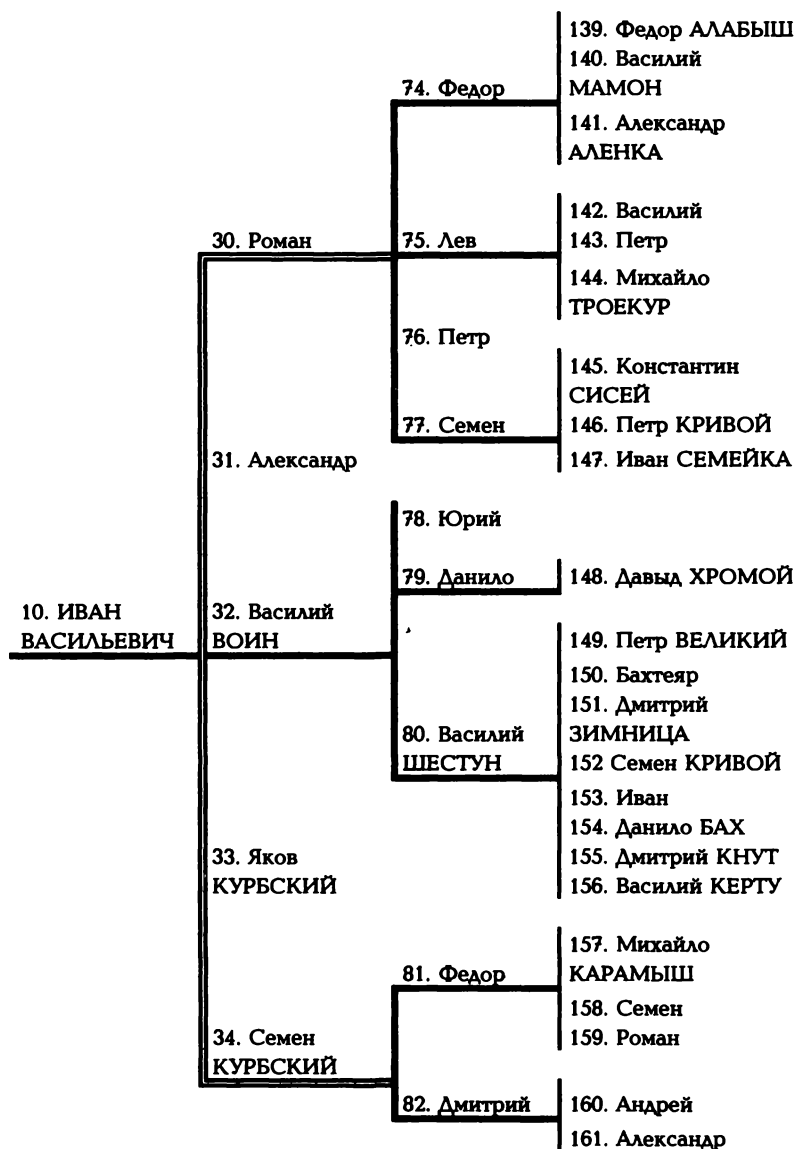 139. Федор АЛАБЫШ
140. Василий
МАМОН
141. Александр
АЛЕНКА
74. Федор
142. Василий
143. Петр
144. Михайло
ТРОЕКУР
30. Роман
75. Лев
76. Петр
145. Константин
СИСЕЙ
146. Петр КРИВОЙ
147. Иван СЕМЕЙКА
77. Семен
31. Александр
78. Юрий
79. Данило
148. Давыд ХРОМОЙ
10. ИВАН
ВАСИЛЬЕВИЧ
32. Василий
ВОИН
149. Петр ВЕЛИКИЙ
150. Бахтеяр
151. Дмитрий
ЗИМНИЦА
152 Семен КРИВОЙ
153. Иван
154. Данило БАХ
155. Дмитрий КНУТ
156. Василий КЕРТУ
80. Василий
ШЕСТУН
33. Яков
КУРБСКИЙ
157. Михайло
КАРАМЫШ
158. Семен
159. Роман
81. Федор
34. Семен
КУРБСКИЙ
82. Дмитрий
160. Андрей
161. Александр